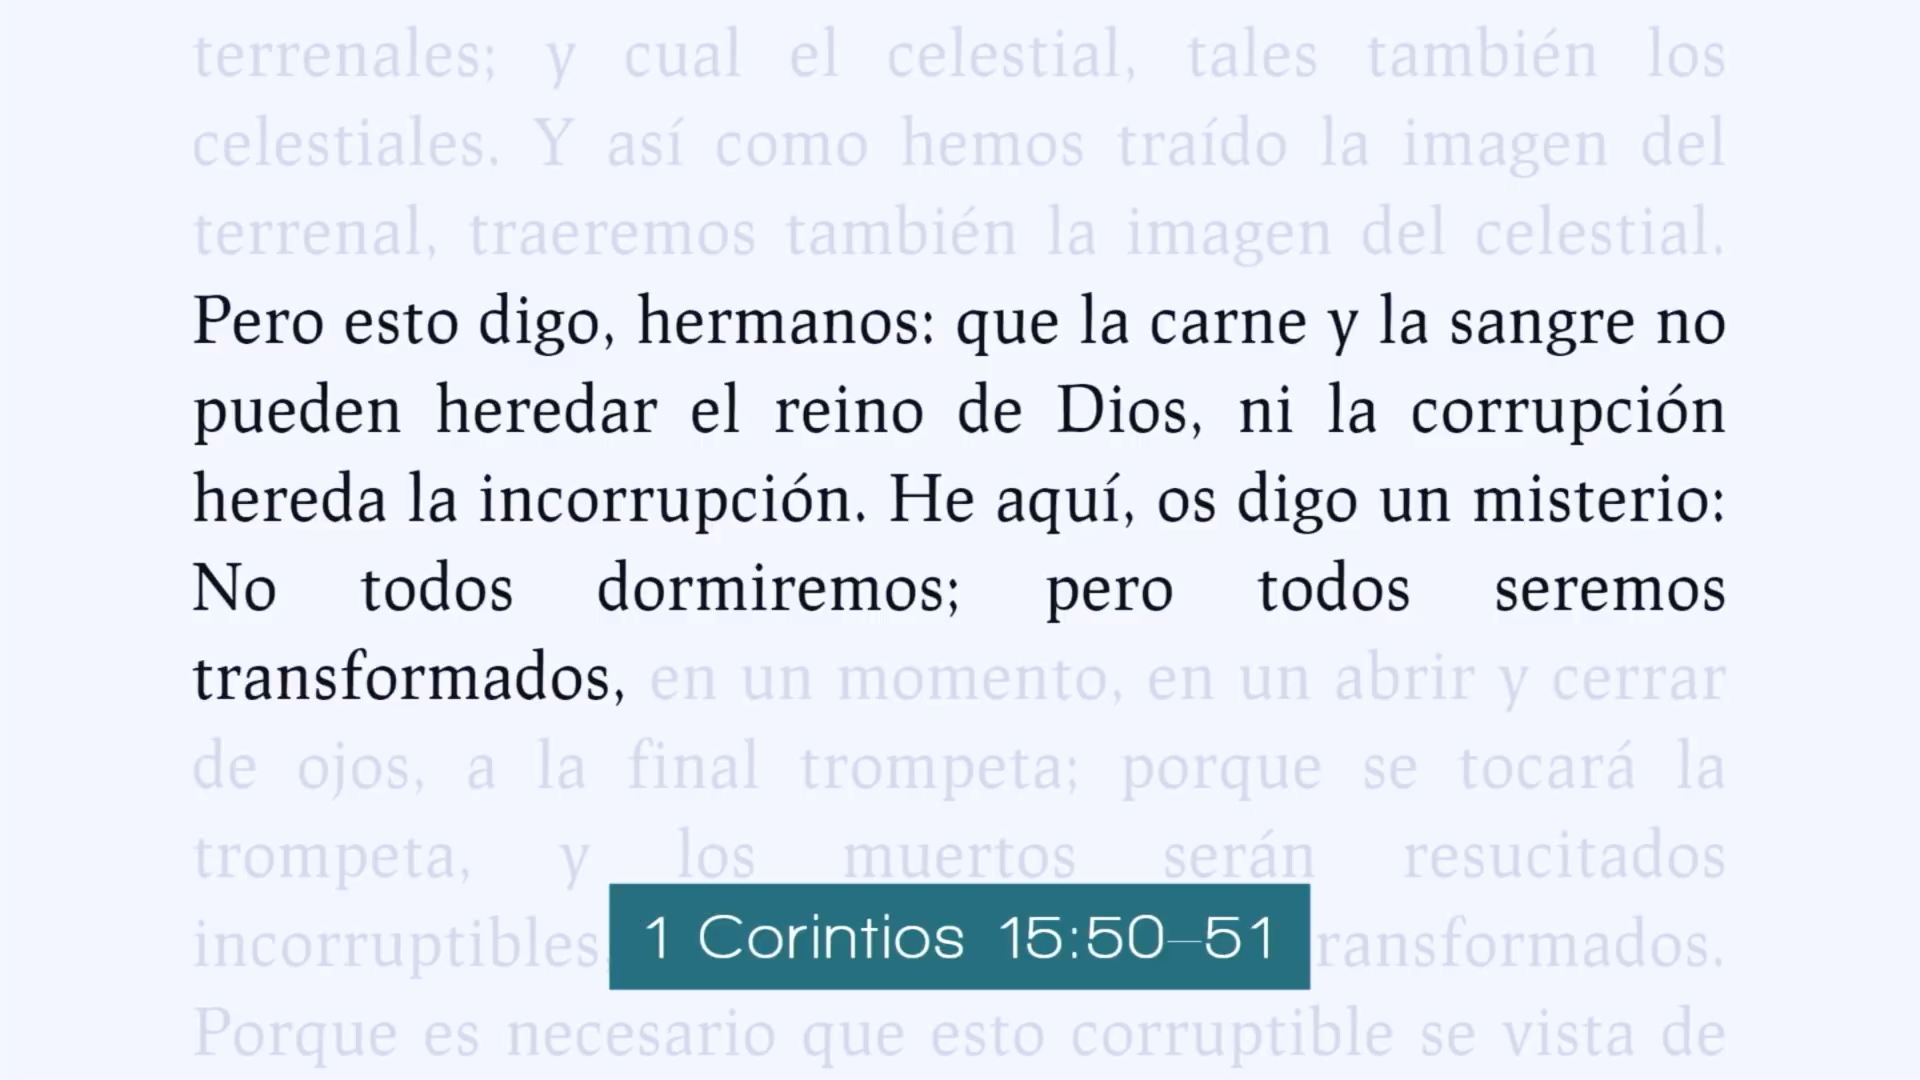 terrenales; y cual el celestial, tales también los
celestiales. Y así como hemos traído la imagen del
terrenal, traeremos también la imagen del celestial.
Pero esto digo, hermanos: que la carne y la sangre no
pueden heredar el reino de Dios, ni la corrupción
hereda la incorrupción. He aquí, os digo un misterio:
No todos dormiremos; pero todos seremos
transformados, en un momento, en un abrir y cerrar
de ojos, a la final trompeta; porque se tocará la
trompeta, y los muertos serán resucitados
incorruptibles, ransformados.
1 Corintios 15:50–51
Porque es necesario que esto corruptible se vista de